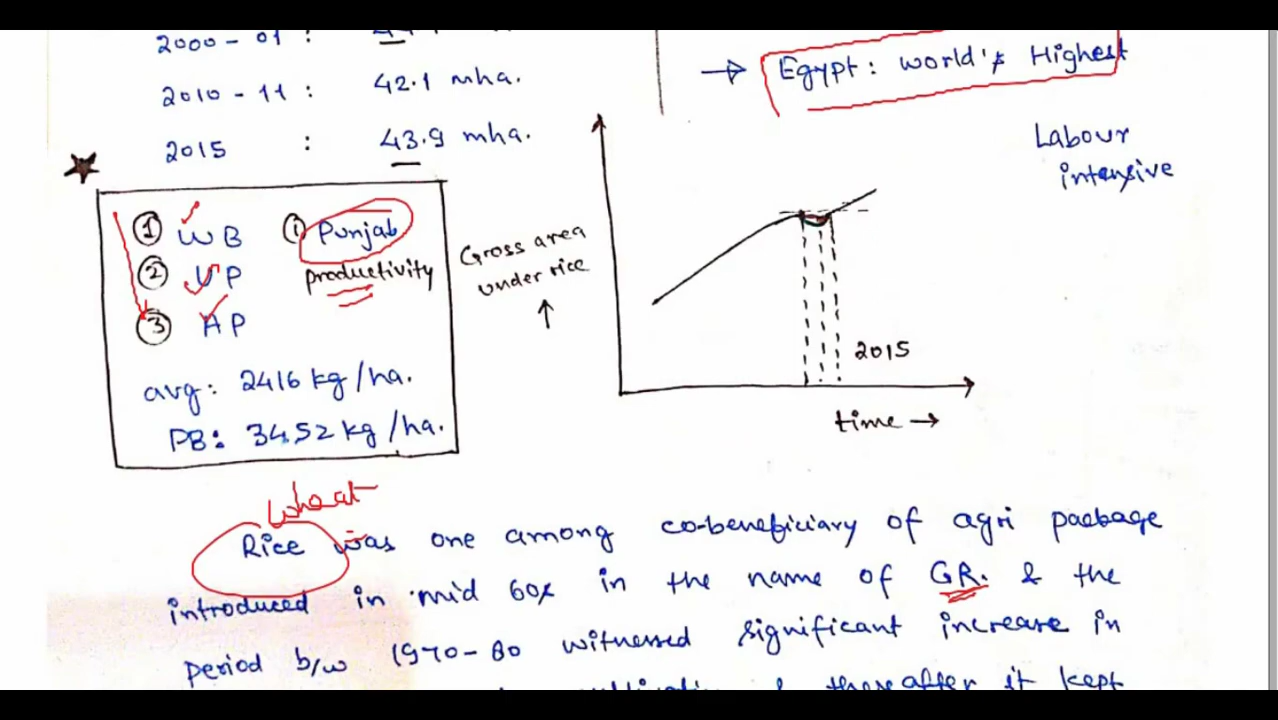 2000-01 :
2010-11 : 42.1 mha.
2015 : 43.9 mha.
→ Egypt: world's Highest
Labour
intensive
① WB ① Punjab
② UP productivity
③ AP
avg: 2416 kg/ha.
PB: 3452 kg/ha.
Gross area
under rice
2015
time →
wheat
Rice was one among co-beneficiary of agri package
introduced in mid 60s in the name of GR. & the
period b/w 1970-80 witnessed significant increase in
& thereafter it kept